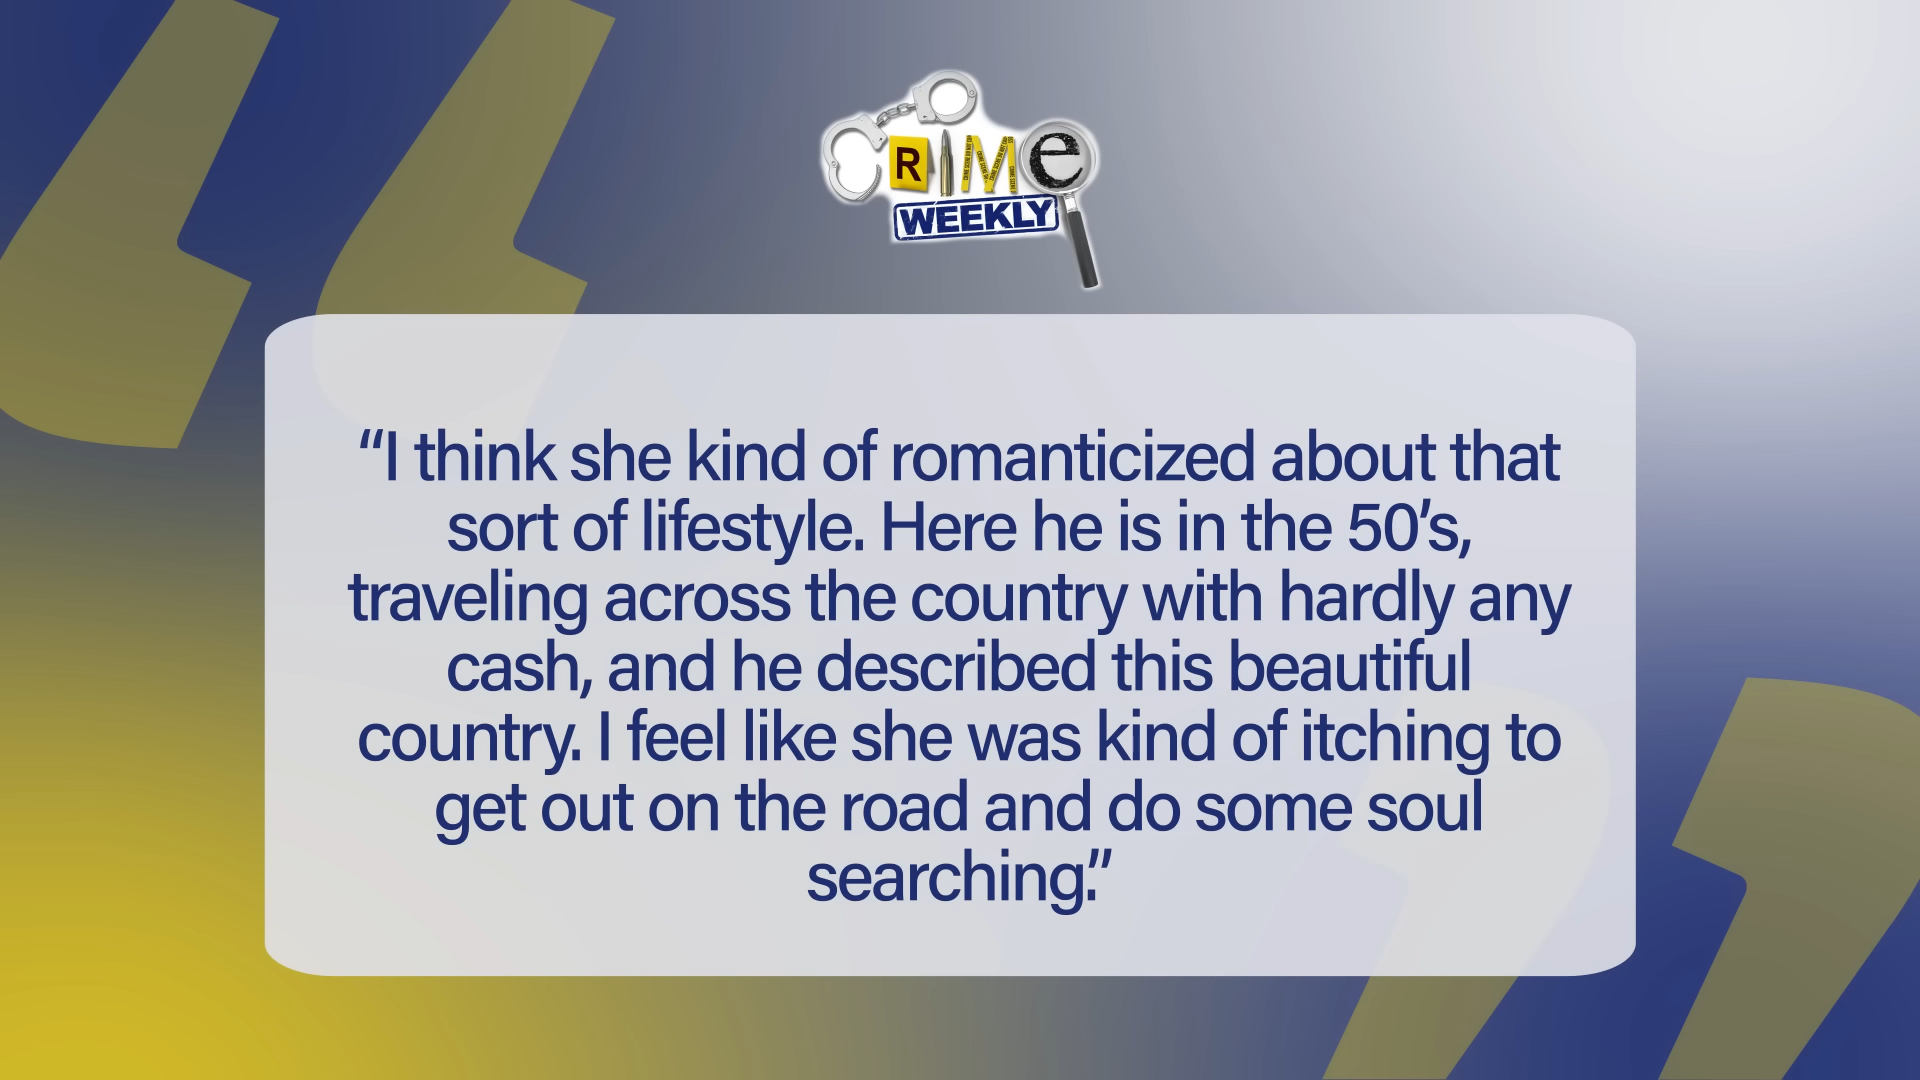 CRIMe
WEEKLY
“I think she kind of romanticized about that
sort of lifestyle. Here he is in the 50’s,
traveling across the country with hardly any
cash, and he described this beautiful
country. I feel like she was kind of itching to
get out on the road and do some soul
searching.”